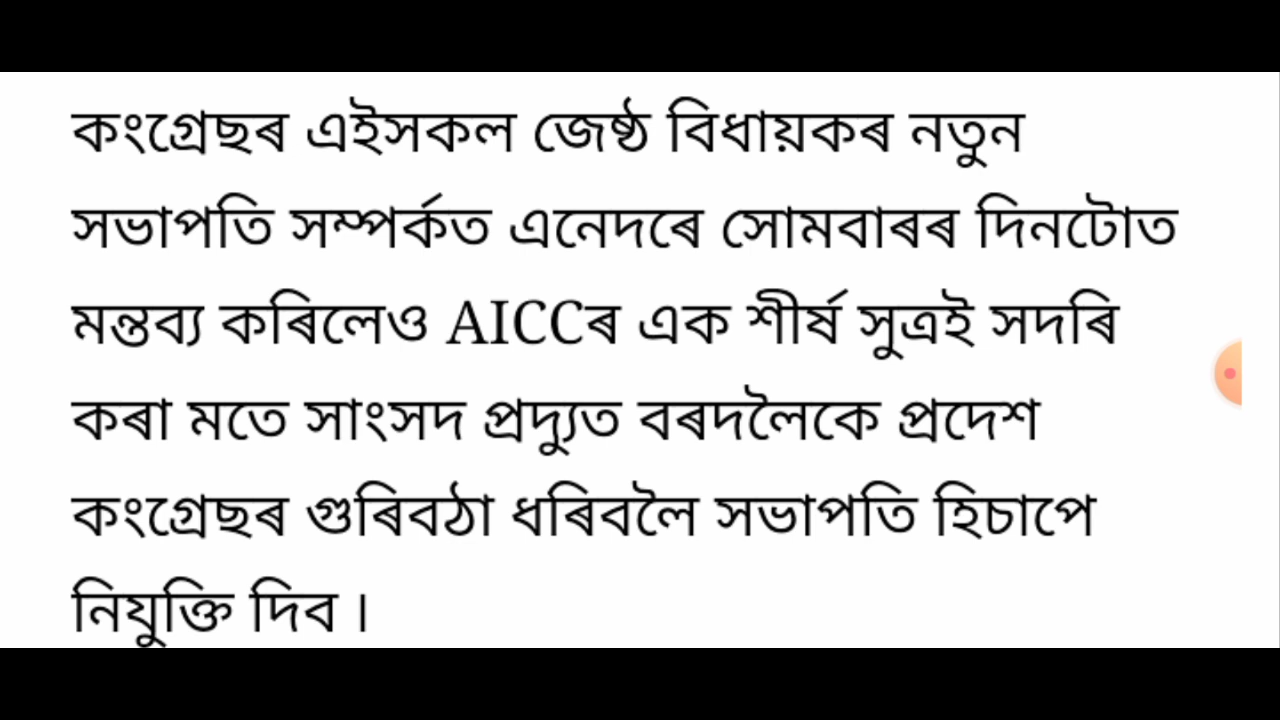 কংগ্ৰেছৰ এইসকল জেষ্ঠ বিধায়কৰ নতুন
সভাপতি সম্পৰ্কত এনেদৰে সোমবাৰৰ দিনটোত
মন্তব্য কৰিলেও AICCৰ এক শীৰ্ষ সুত্ৰই সদৰি
কৰা মতে সাংসদ প্ৰদ্যুত বৰদলৈকে প্ৰদেশ
কংগ্ৰেছৰ গুৰিবঠা ধৰিবলৈ সভাপতি হিচাপে
নিযুক্তি দিব ।